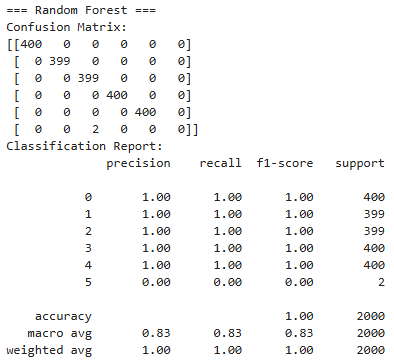 === Random Forest ===
Confusion Matrix:
[[400   0   0   0   0   0]
 [  0 399   0   0   0   0]
 [  0   0 399   0   0   0]
 [  0   0   0 400   0   0]
 [  0   0   0   0 400   0]
 [  0   0   2   0   0   0]]
Classification Report:
              precision    recall  f1-score   support

           0       1.00      1.00      1.00       400
           1       1.00      1.00      1.00       399
           2       1.00      1.00      1.00       399
           3       1.00      1.00      1.00       400
           4       1.00      1.00      1.00       400
           5       0.00      0.00      0.00         2

    accuracy                           1.00      2000
   macro avg       0.83      0.83      0.83      2000
weighted avg       1.00      1.00      1.00      2000